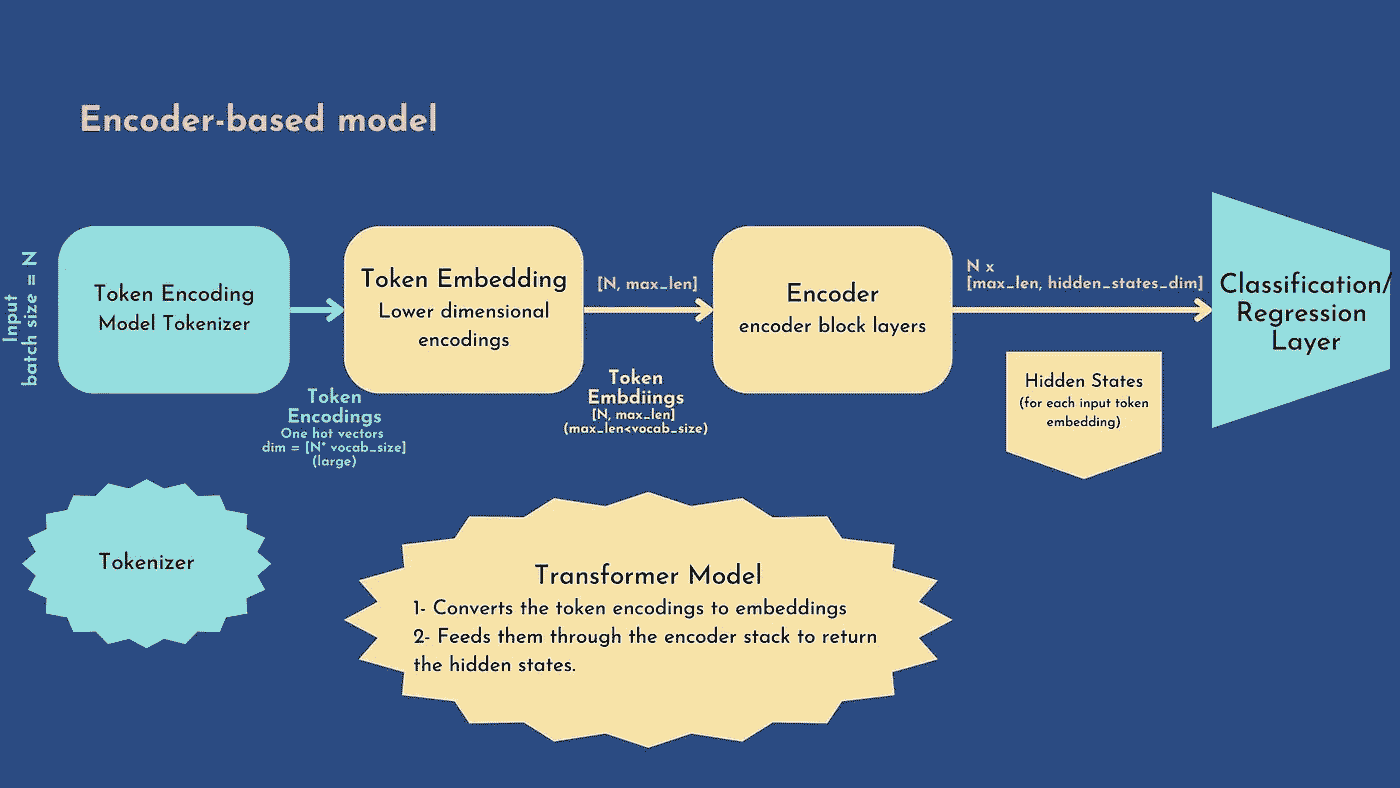 Encoder-based model
Input
batch size = N
Token Encoding
Model Tokenizer
Token Encodings
One hot vectors
dim = [N* vocab_size]
(large)
Token Embedding
Lower dimensional
encodings
[N, max_len]
Token
Embdiings
[N, max_len]
(max_len<vocab_size)
Encoder
encoder block layers
N x
[max_len, hidden_states_dim]
Hidden States
(for each input token
embedding)
Classification/
Regression
Layer
Tokenizer
Transformer Model
1- Converts the token encodings to embeddings
2- Feeds them through the encoder stack to return
the hidden states.